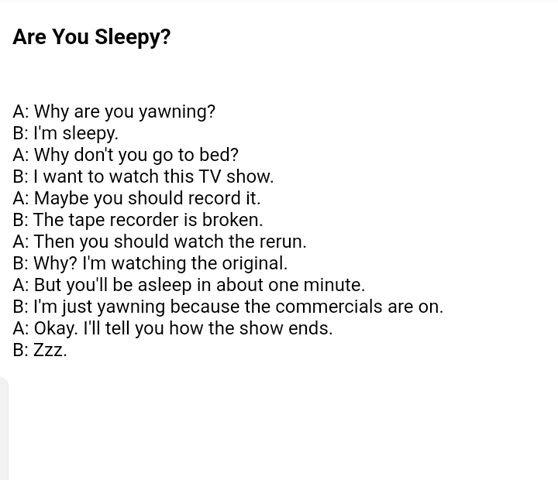 Are You Sleepy?
A: Why are you yawning?
B: I'm sleepy.
A: Why don't you go to bed?
B: I want to watch this TV show.
A: Maybe you should record it.
B: The tape recorder is broken.
A: Then you should watch the rerun.
B: Why? I'm watching the original.
A: But you'll be asleep in about one minute.
B: I'm just yawning because the commercials are on.
A: Okay. I'll tell you how the show ends.
B: Zzz.